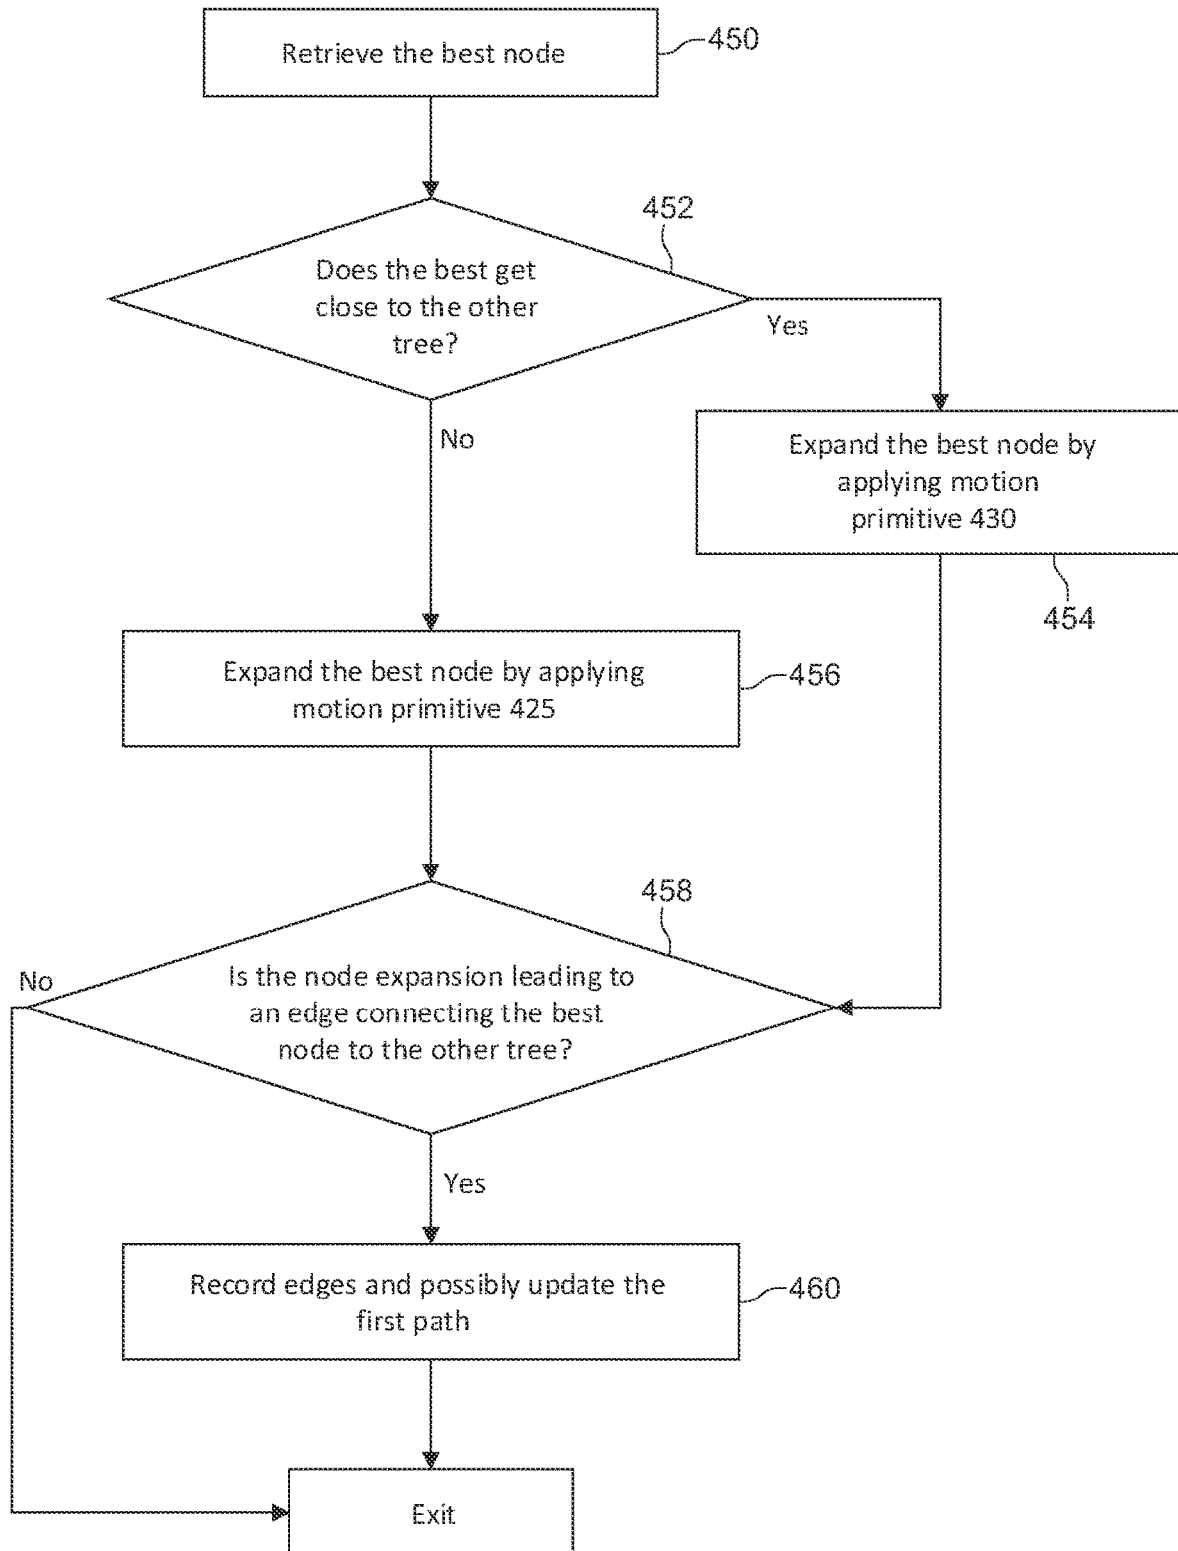 Retrieve the best node
450
452
Does the best get
close to the other
tree?
Yes
No
Expand the best node by
applying motion
primitive 430
454
Expand the best node by applying
motion primitive 425
456
458
No
Is the node expansion leading to
an edge connecting the best
node to the other tree?
Yes
Record edges and possibly update the
first path
460
Exit